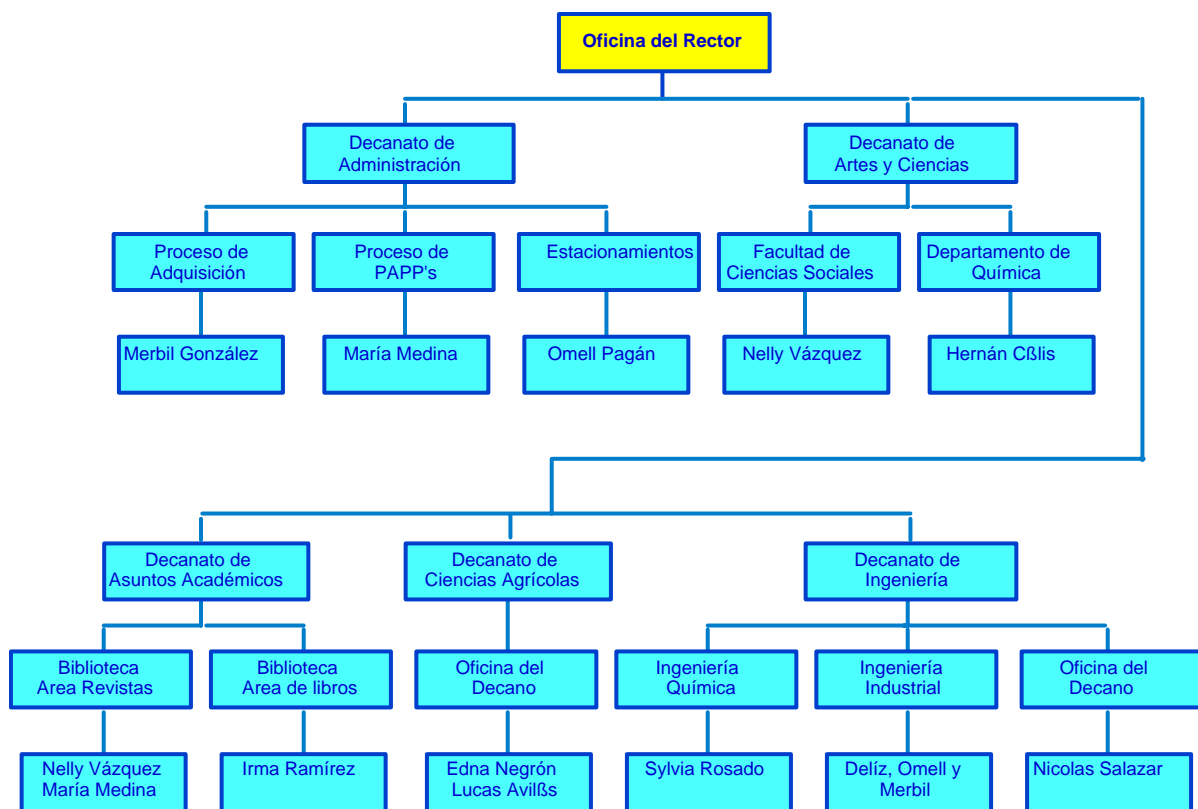 Oficina del Rector
Decanato de
Administración
Decanato de
Artes y Ciencias
Proceso de
Adquisición
Proceso de
PAPP's
Estacionamientos
Facultad de
Ciencias Sociales
Departamento de
Química
Merbil González
María Medina
Omell Pagán
Nelly Vázquez
Hernán Cßlis
Decanato de
Asuntos Académicos
Decanato de
Ciencias Agrícolas
Decanato de
Ingeniería
Biblioteca
Area Revistas
Biblioteca
Area de libros
Oficina del
Decano
Ingeniería
Química
Ingeniería
Industrial
Oficina del
Decano
Nelly Vázquez
María Medina
Irma Ramírez
Edna Negrón
Lucas Avilßs
Sylvia Rosado
Delíz, Omell y
Merbil
Nicolas Salazar